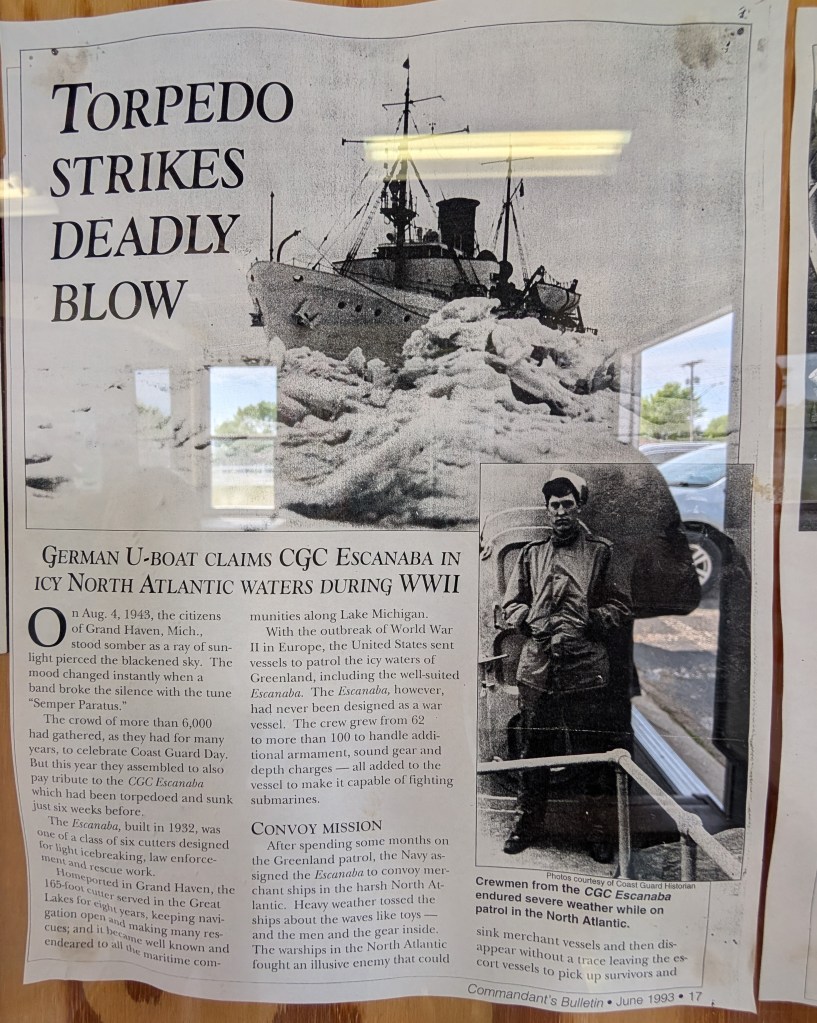 TORPEDO
STRIKES
DEADLY
BLOW
GERMAN U-BOAT CLAIMS CGC ESCANABA IN
ICY NORTH ATLANTIC WATERS DURING WWII
On Aug. 4, 1943, the citizens
of Grand Haven, Mich.,
stood somber as a ray of sun-
light pierced the blackened sky. The
mood changed instantly when a
band broke the silence with the tune
“Semper Paratus.”
The crowd of more than 6,000
had gathered, as they had for many
years, to celebrate Coast Guard Day.
But this year they assembled to also
pay tribute to the CGC Escanaba
which had been torpedoed and sunk
just six weeks before.
The Escanaba, built in 1932, was
one of a class of six cutters designed
for light icebreaking, law enforce-
ment and rescue work.
Homeported in Grand Haven, the
165-foot cutter served in the Great
Lakes for eight years, keeping navi-
gation open and making many res-
cues; and it became well known and
endeared to all the maritime com-
munities along Lake Michigan.
With the outbreak of World War
II in Europe, the United States sent
vessels to patrol the icy waters of
Greenland, including the well-suited
Escanaba. The Escanaba, however,
had never been designed as a war
vessel. The crew grew from 62
to more than 100 to handle addi-
tional armament, sound gear and
depth charges — all added to the
vessel to make it capable of fighting
submarines.
CONVOY MISSION
After spending some months on
the Greenland patrol, the Navy as-
signed the Escanaba to convoy mer-
chant ships in the harsh North At-
lantic. Heavy weather tossed the
ships about the waves like toys —
and the men and the gear inside.
The warships in the North Atlantic
fought an illusive enemy that could
Photos courtesy of Coast Guard Historian
Crewmen from the CGC Escanaba
endured severe weather while on
patrol in the North Atlantic.
sink merchant vessels and then dis-
appear without a trace leaving the es-
cort vessels to pick up survivors and
Commandant's Bulletin • June 1993 • 17